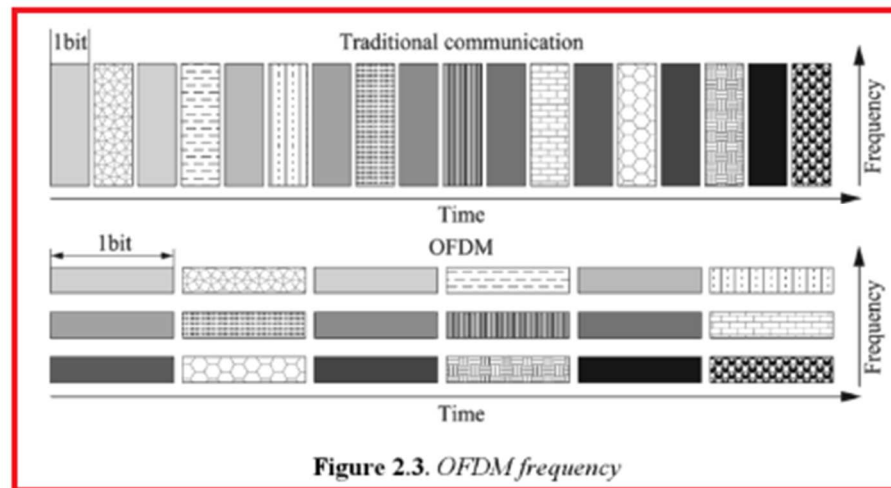 1bit
Traditional communication
Frequency
Time
1bit
OFDM
Frequency
Time
Figure 2.3. OFDM frequency